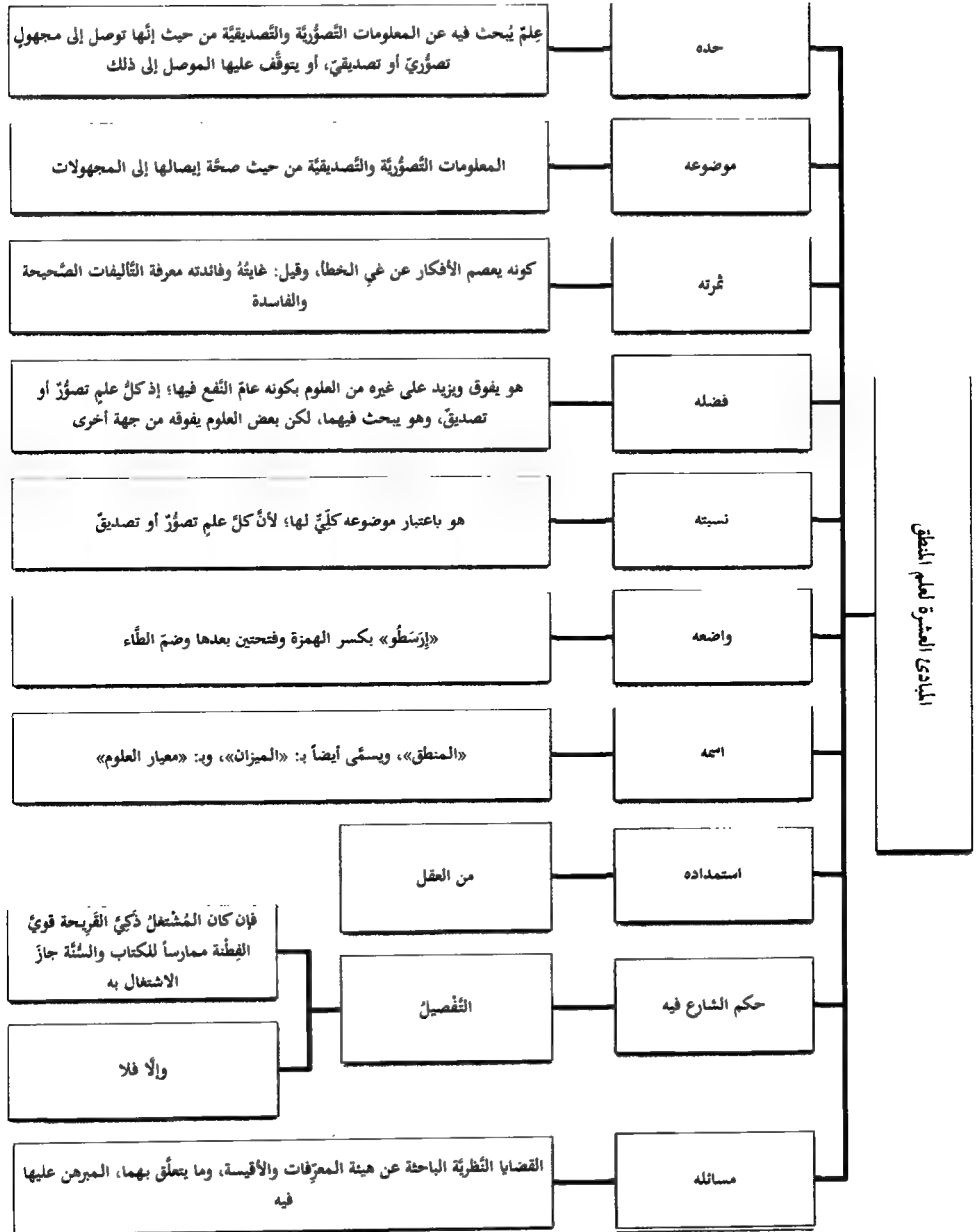 المبادئ العشرة لعلم المنطق
حده
عِلمٌ يُبحث فيه عن المعلومات التَّصوُّريَّة والتَّصديقيَّة من حيث إنَّها توصل إلى مجهولٍ
تصوُّريّ أو تصديقيّ، أو يتوقَّف عليها الموصل إلى ذلك
موضوعه
المعلومات التَّصوُّريَّة والتَّصديقيَّة من حيث صحَّة إيصالها إلى المجهولات
ثمرته
كونه يعصم الأفكار عن غيِ الخطأ، وقيل: غايتُهُ وفائدته معرفة التَّأليفات الصَّحيحة
والفاسدة
فضله
هو يفوق ويزيد على غيره من العلوم بكونه عامّ النَّفع فيها؛ إذ كلُّ علمٍ تصوُّرٌ أو
تصديقٌ، وهو يبحث فيهما، لكن بعض العلوم يفوقه من جهة أخرى
نسبته
هو باعتبار موضوعه كلِّيٌّ لها؛ لأنَّ كلَّ علمٍ تصوُّرٌ أو تصديقٌ
واضعه
«إِرَسَطُو» بكسر الهمزة وفتحتين بعدها وضمّ الطَّاء
اسمه
«المنطق»، ويسمَّى أيضاً بـ: «الميزان»، وبـ: «معيار العلوم»
استمداده
من العقل
حكم الشارع فيه
التَّفْصيلُ
فإن كان المُشْتغلُ ذَكِيَّ القَرِيحة قويَّ
الفِطْنة ممارساً للكتاب والسُّنَّة جازَ
الاشتغال به
وإلَّا فلا
مسائله
القضايا النَّظريَّة الباحثة عن هيئة المعرِّفات والأقيسة، وما يتعلَّق بهما، المبرهن عليها
فيه